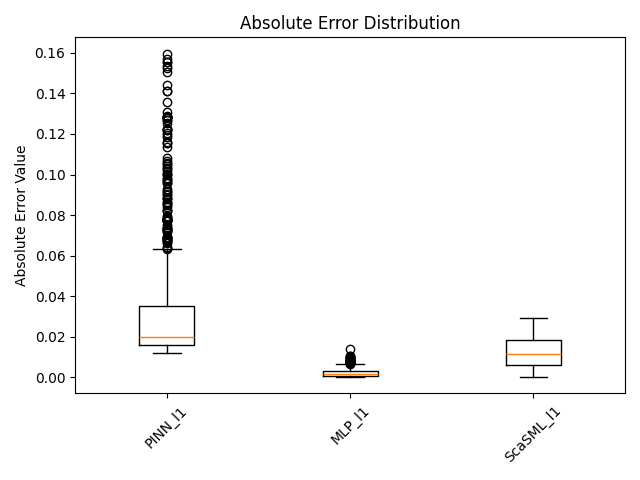 Absolute Error Distribution
Absolute Error Value
0.16
0.14
0.12
0.10
0.08
0.06
0.04
0.02
0.00
PINN_l1
MLP_l1
ScaSML_l1